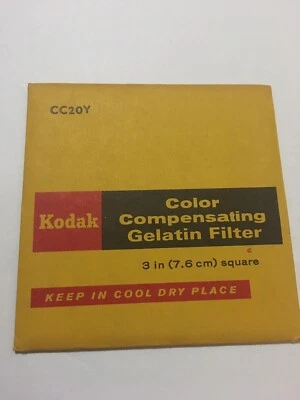 CC20Y
Kodak
Color
Compensating
Gelatin Filter
3 in (7.6 cm) square
KEEP IN COOL DRY PLACE